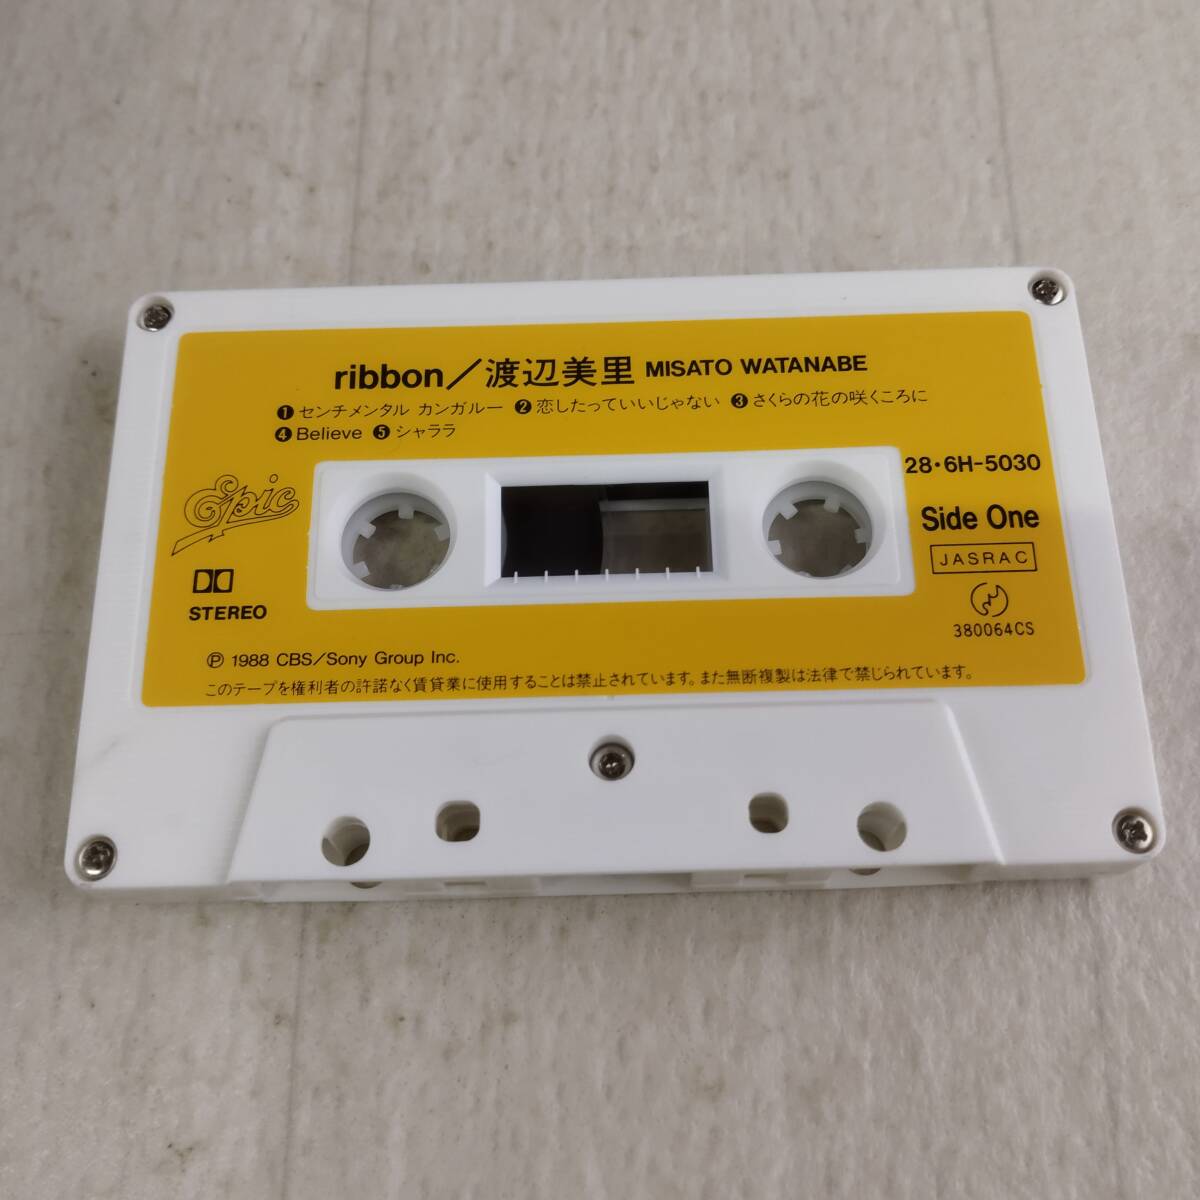 ribbon／渡辺美里 MISATO WATANABE
❶センチメンタル カンガルー ❷恋したっていいじゃない ❸さくらの花の咲くころに
❹Believe ❺シャララ
Epic
28・6H-5030
Side One
JASRAC
STEREO
380064CS
Ⓟ 1988 CBS/Sony Group Inc.
このテープを権利者の許諾なく賃貸業に使用することは禁止されています。また無断複製は法律で禁じられています。